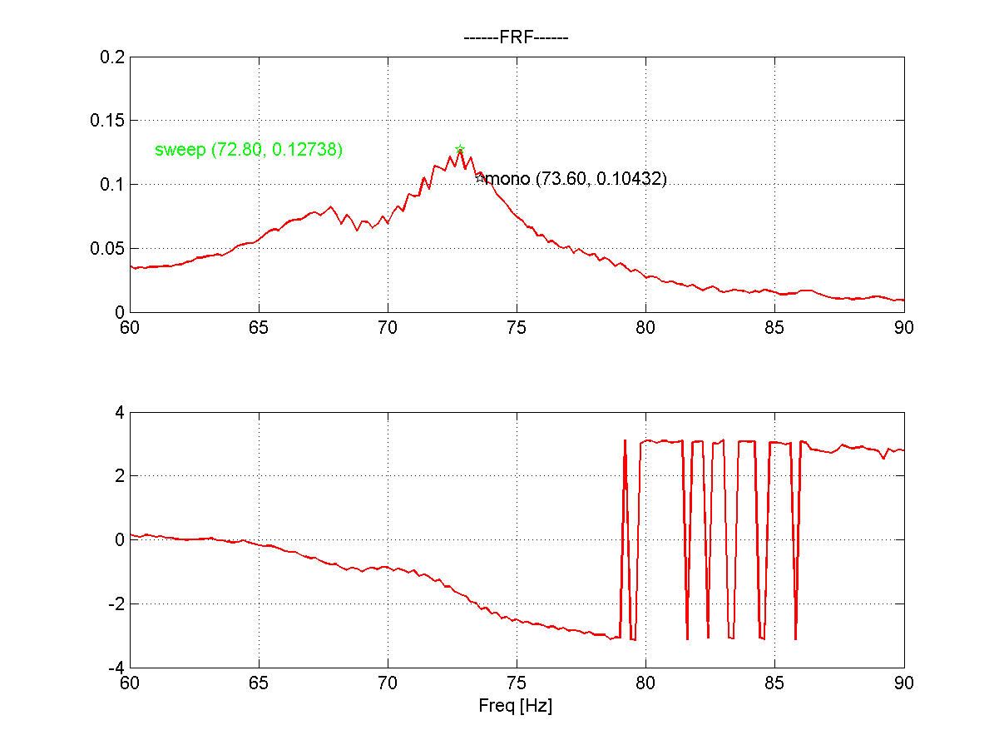 ------FRF------
0.2
0.15
sweep (72.80, 0.12738)
mono (73.60, 0.10432)
0.1
0.05
0
60 65 70 75 80 85 90
4
2
0
-2
-4
60 65 70 75 80 85 90
Freq [Hz]